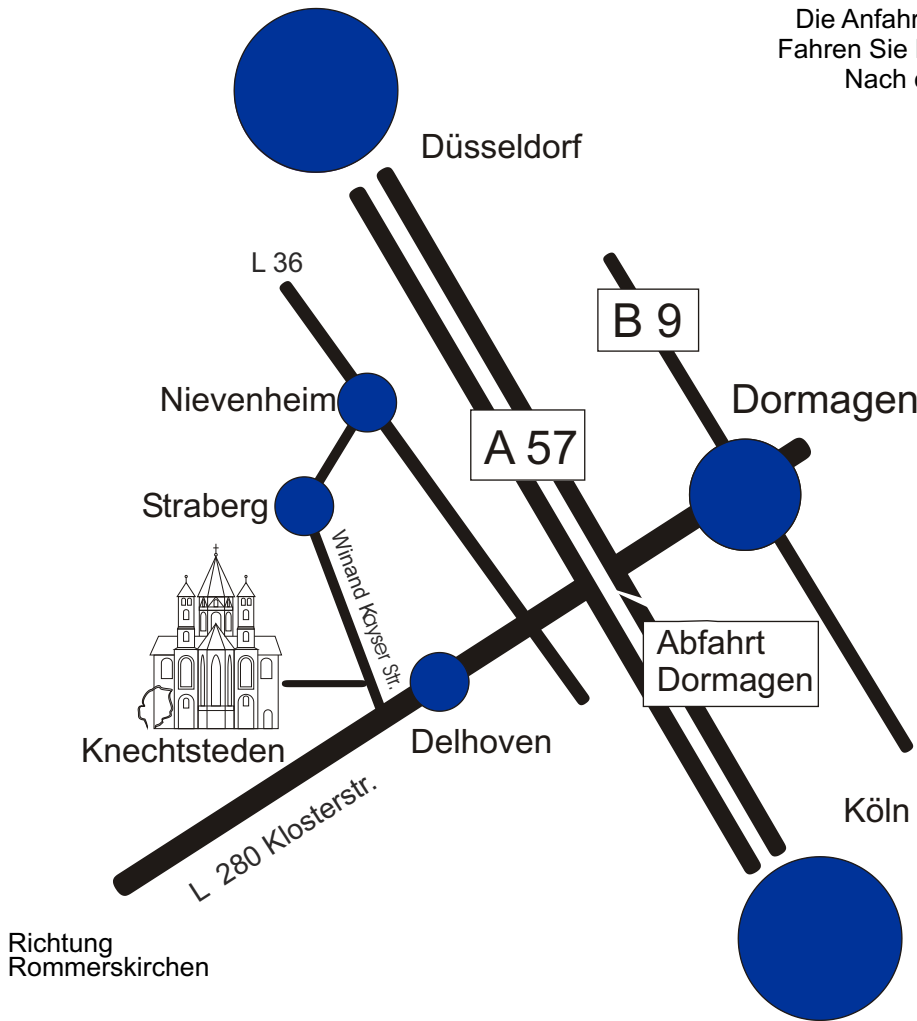 Die Anfahr
Fahren Sie
Nach
Düsseldorf
L 36
B 9
Nievenheim
Dormagen
A 57
Straberg
Winand Kayser Str.
Abfahrt
Dormagen
Knechtsteden
Delhoven
L 280 Klosterstr.
Köln
Richtung
Rommerskirchen